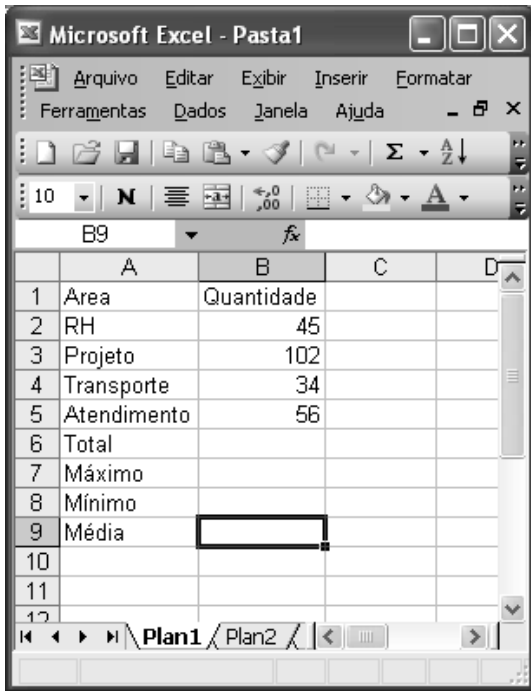 Microsoft Excel - Pasta1
Arquivo Editar Exibir Inserir Formatar
Ferramentas Dados Janela Ajuda
Σ A Z
10 N ,00 A
B9 fx
A B C D
1 Area Quantidade
2 RH 45
3 Projeto 102
4 Transporte 34
5 Atendimento 56
6 Total
7 Máximo
8 Mínimo
9 Média
10
11
12
Plan1 Plan2